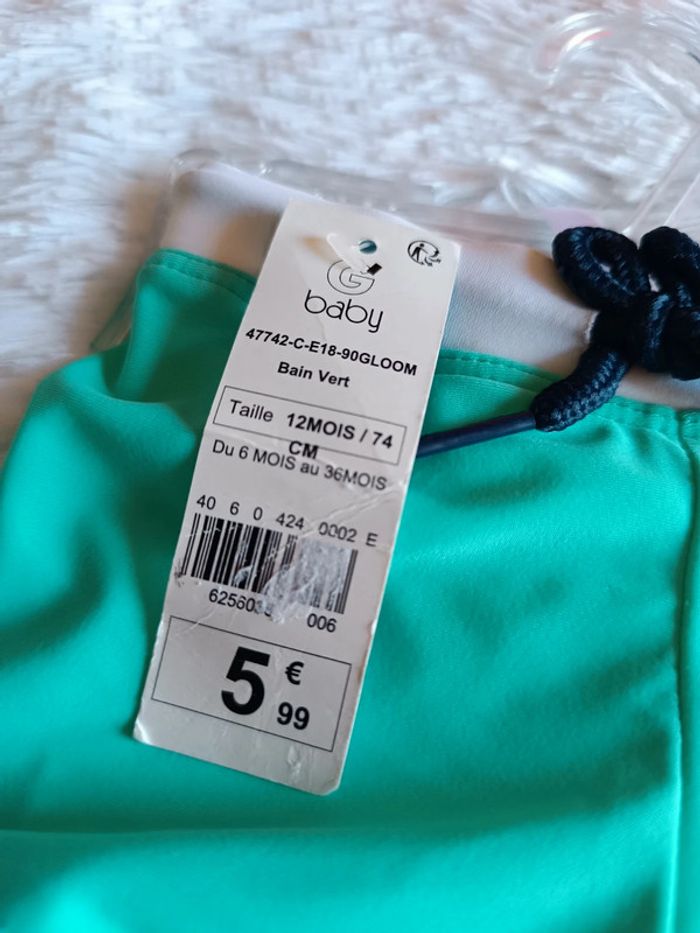 G
baby
47742-C-E18-90GLOOM
Bain Vert
Taille 12MOIS / 74
CM
Du 6 MOIS au 36MOIS
40 6 0 424 0002 E
006
5 €
99